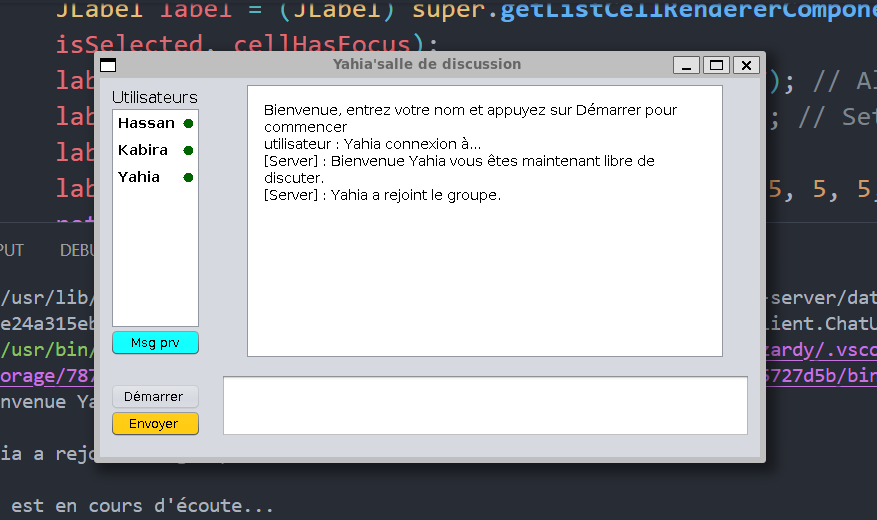 JLabel label = (JLabel) super.getListCellRendererCompone
isSelected, cellHasFocus);
lab ); // Al
lab ; // Set
lab
lab 5, 5, 5,
Yahia'salle de discussion
Utilisateurs
Hassan
Kabira
Yahia
Msg prv
Démarrer
Envoyer
Bienvenue, entrez votre nom et appuyez sur Démarrer pour
commencer
utilisateur : Yahia connexion à...
[Server] : Bienvenue Yahia vous êtes maintenant libre de
discuter.
[Server] : Yahia a rejoint le groupe.
PUT DEBU
/usr/lib/ -server/dat
e24a315eb lient.ChatU
/usr/bin/ zardy/.vsco
orage/787 5727d5b/bin
nvenue Ya
ia a rejo
est en cours d'écoute...